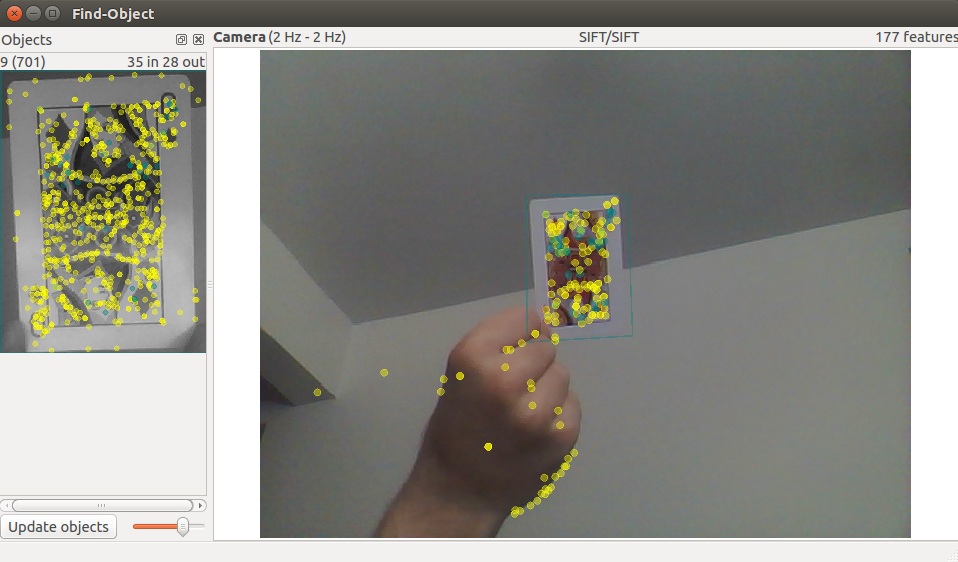 Find-Object
Objects
Camera (2 Hz - 2 Hz)
SIFT/SIFT
177 features
9 (701)
35 in 28 out
Update objects